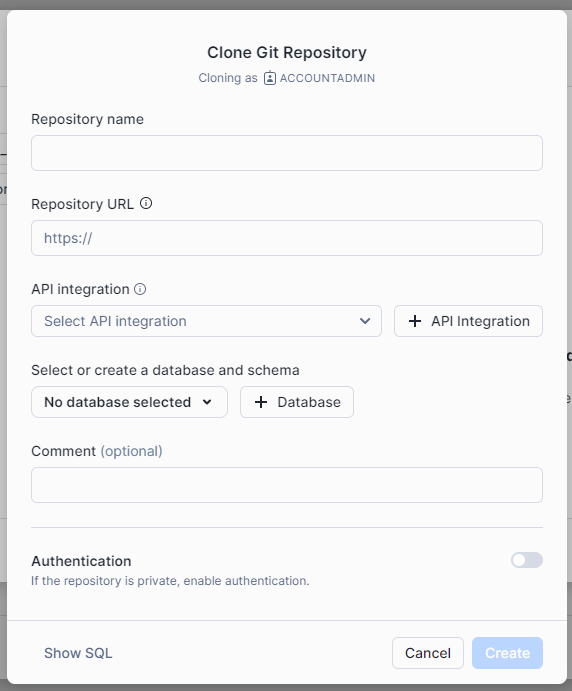 Clone Git Repository
Cloning as ACCOUNTADMIN
Repository name
Repository URL
https://
API integration
Select API integration
+ API Integration
Select or create a database and schema
No database selected
+ Database
Comment (optional)
Authentication
If the repository is private, enable authentication.
Show SQL
Cancel
Create